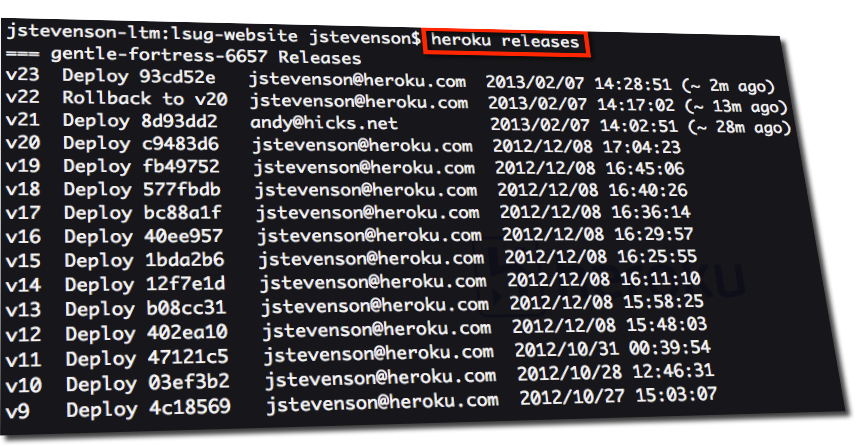 jstevenson-ltm:lsug-website jstevenson$ heroku releases
=== gentle-fortress-6657 Releases
v23 Deploy 93cd52e jstevenson@heroku.com 2013/02/07 14:28:51 (~ 2m ago)
v22 Rollback to v20 jstevenson@heroku.com 2013/02/07 14:17:02 (~ 13m ago)
v21 Deploy 8d93dd2 andy@hicks.net 2013/02/07 14:02:51 (~ 28m ago)
v20 Deploy c9483d6 jstevenson@heroku.com 2012/12/08 17:04:23
v19 Deploy fb49752 jstevenson@heroku.com 2012/12/08 16:45:06
v18 Deploy 577fbdb jstevenson@heroku.com 2012/12/08 16:40:26
v17 Deploy bc88a1f jstevenson@heroku.com 2012/12/08 16:36:14
v16 Deploy 40ee957 jstevenson@heroku.com 2012/12/08 16:29:57
v15 Deploy 1bda2b6 jstevenson@heroku.com 2012/12/08 16:25:55
v14 Deploy 12f7e1d jstevenson@heroku.com 2012/12/08 16:11:10
v13 Deploy b08cc31 jstevenson@heroku.com 2012/12/08 15:58:25
v12 Deploy 402ea10 jstevenson@heroku.com 2012/12/08 15:48:03
v11 Deploy 47121c5 jstevenson@heroku.com 2012/10/31 00:39:54
v10 Deploy 03ef3b2 jstevenson@heroku.com 2012/10/28 12:46:31
v9 Deploy 4c18569 jstevenson@heroku.com 2012/10/27 15:03:07